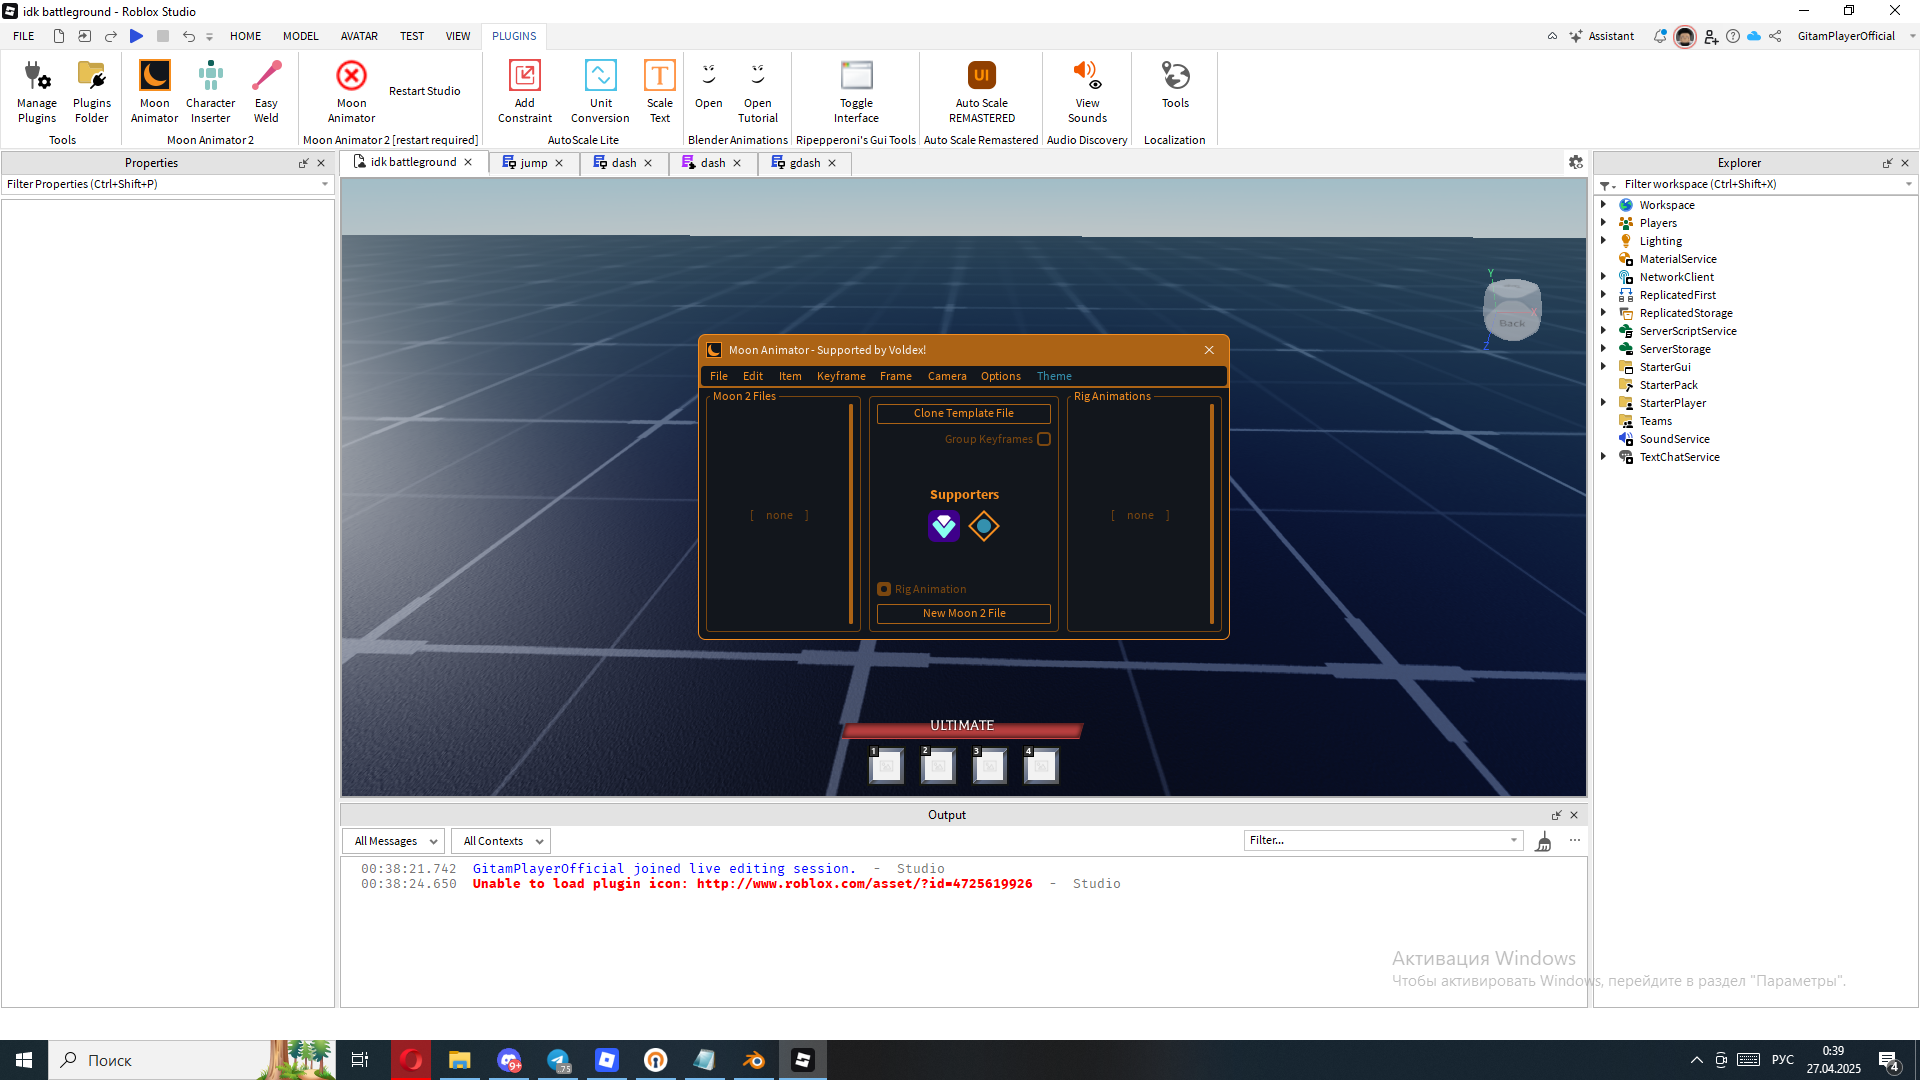 idk battleground - Roblox Studio
FILE HOME MODEL AVATAR TEST VIEW PLUGINS Assistant GitamPlayerOfficial
Manage Plugins
Plugins Folder
Tools
Moon Animator
Character Inserter
Easy Weld
Moon Animator 2
Moon Animator
Restart Studio
Moon Animator 2 [restart required]
Add Constraint
Unit Conversion
Scale Text
AutoScale Lite
Open
Open Tutorial
Blender Animations
Toggle Interface
Ripepperoni's Gui Tools
UI
Auto Scale REMASTERED
Auto Scale Remastered
View Sounds
Audio Discovery
Tools
Localization
Properties
Filter Properties (Ctrl+Shift+P)
idk battleground
jump
dash
dash
gdash
Y
Back
Z
Moon Animator - Supported by Voldex!
File Edit Item Keyframe Frame Camera Options Theme
Moon 2 Files
[ none ]
Clone Template File
Group Keyframes
Supporters
Rig Animation
New Moon 2 File
Rig Animations
[ none ]
ULTIMATE
1 2 3 4
Explorer
Filter workspace (Ctrl+Shift+X)
Workspace
Players
Lighting
MaterialService
NetworkClient
ReplicatedFirst
ReplicatedStorage
ServerScriptService
ServerStorage
StarterGui
StarterPack
StarterPlayer
Teams
SoundService
TextChatService
Output
All Messages All Contexts Filter...
00:38:21.742 GitamPlayerOfficial joined live editing session. - Studio
00:38:24.650 Unable to load plugin icon: http://www.roblox.com/asset/?id=4725619926 - Studio
Активация Windows
Чтобы активировать Windows, перейдите в раздел "Параметры".
Поиск
9+
75
РУС
0:39
27.04.2025
4